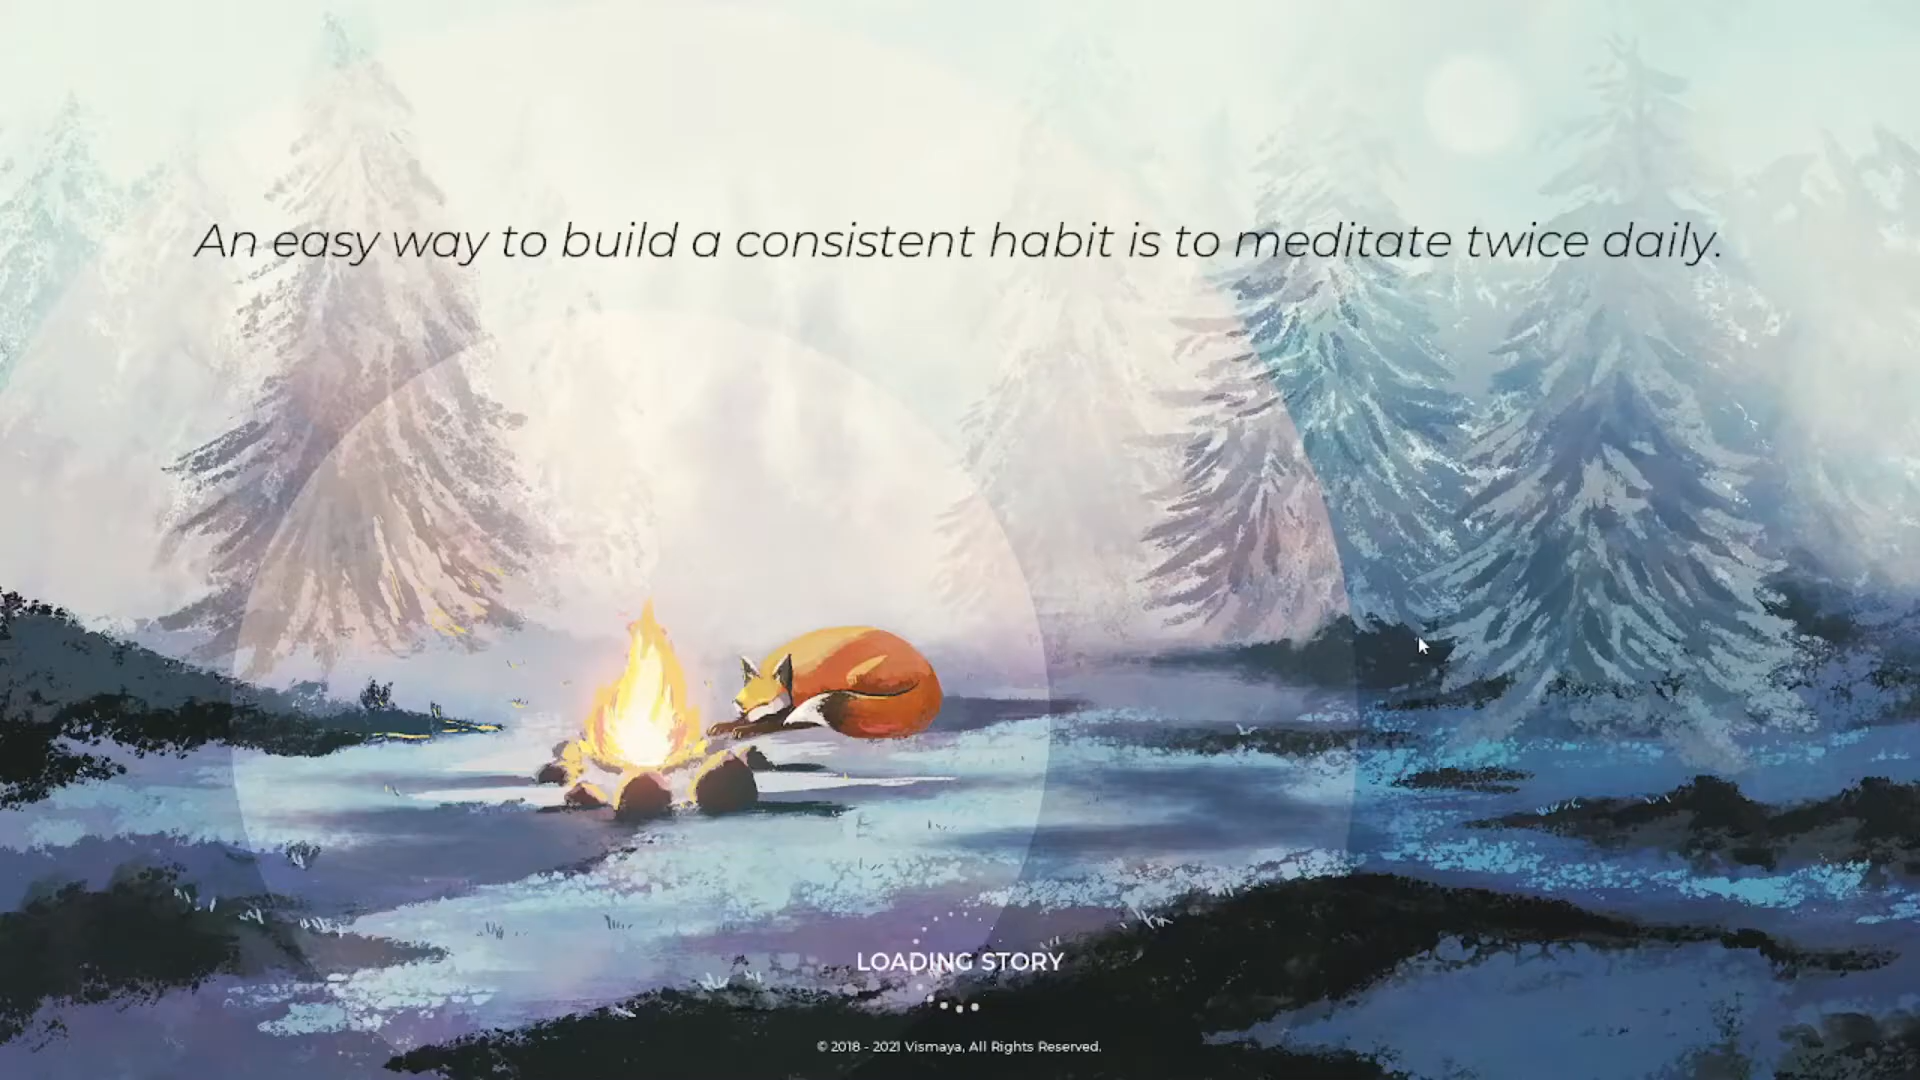 An easy way to build a consistent habit is to meditate twice daily.
LOADING STORY
© 2018 - 2021 Vismaya, All Rights Reserved.